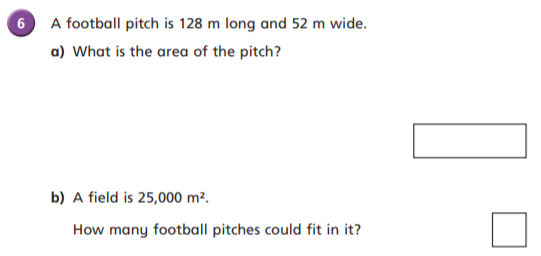 6 A football pitch is 128 m long and 52 m wide.
a) What is the area of the pitch?
b) A field is 25,000 m².
How many football pitches could fit in it?